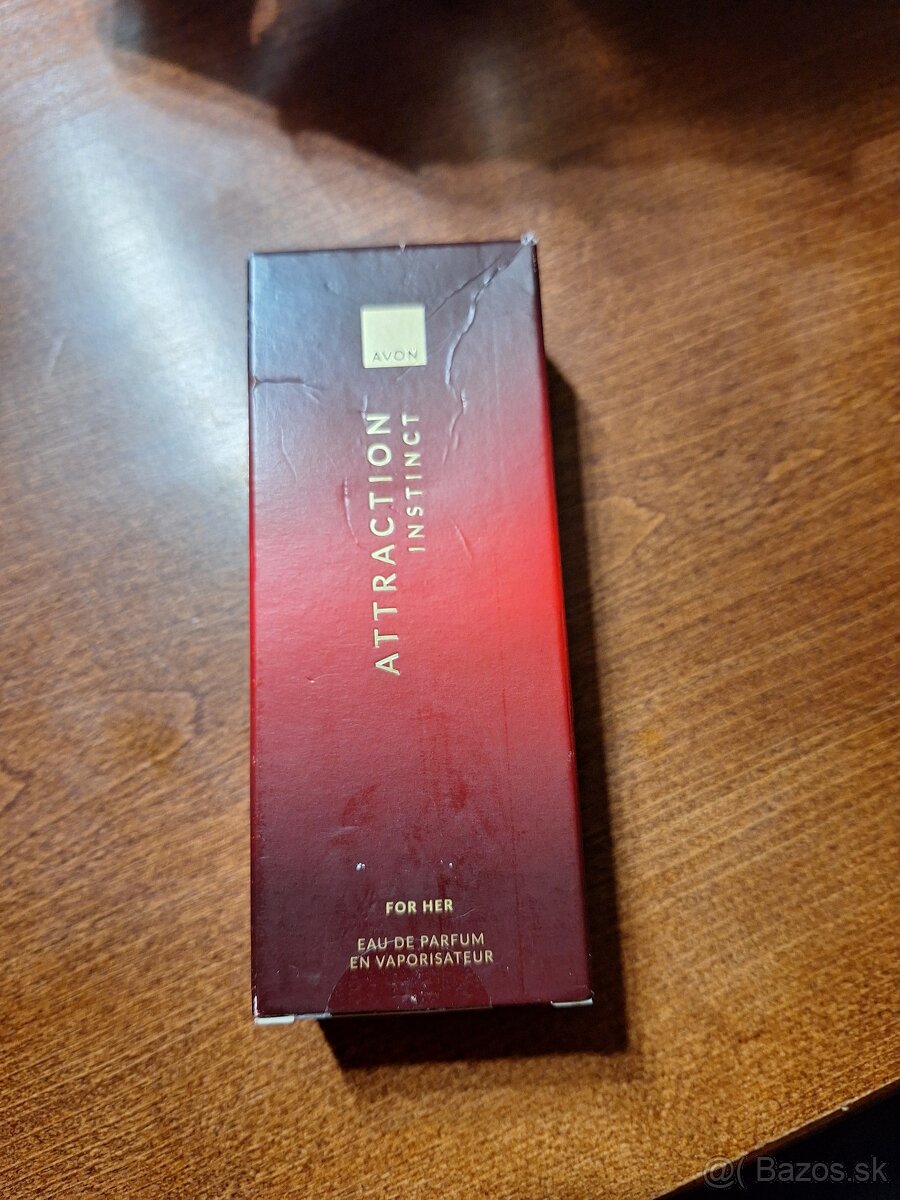 AVON
ATTRACTION
INSTINCT
FOR HER
EAU DE PARFUM
EN VAPORISATEUR
@( Bazos.sk